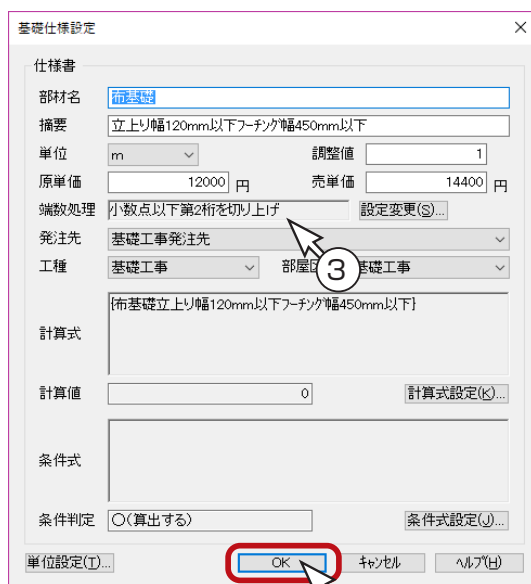 基礎仕様設定
仕様書
部材名 布基礎
摘要 立上り幅120mm以下フーチング幅450mm以下
単位 m 調整値 1
原単価 12000 円 売単価 14400 円
端数処理 小数点以下第2桁を切り上げ 設定変更(S)...
発注先 基礎工事発注先
工種 基礎工事 部屋 基礎工事
③
{布基礎立上り幅120mm以下フーチング幅450mm以下}
計算式
計算値 0 計算式設定(K)...
条件式
条件判定 〇(算出する) 条件式設定(J)...
単位設定(T)... OK キャンセル ヘルプ(H)